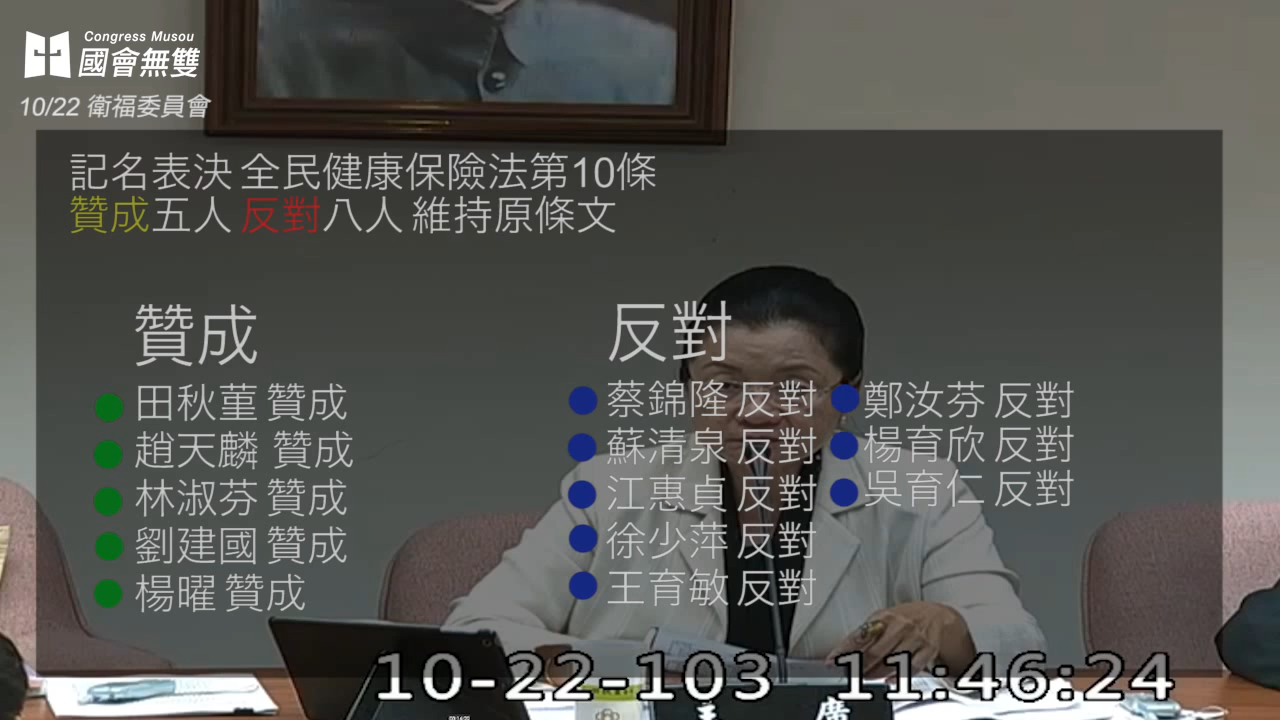 Congress Musou
國會無雙
10/22 衛福委員會
記名表決 全民健康保險法第10條
贊成五人 反對八人 維持原條文
贊成
田秋堇 贊成
趙天麟 贊成
林淑芬 贊成
劉建國 贊成
楊曜 贊成
反對
蔡錦隆 反對
蘇清泉 反對
江惠貞 反對
徐少萍 反對
王育敏 反對
鄭汝芬 反對
楊育欣 反對
吳育仁 反對
10-22-103 11:46:24